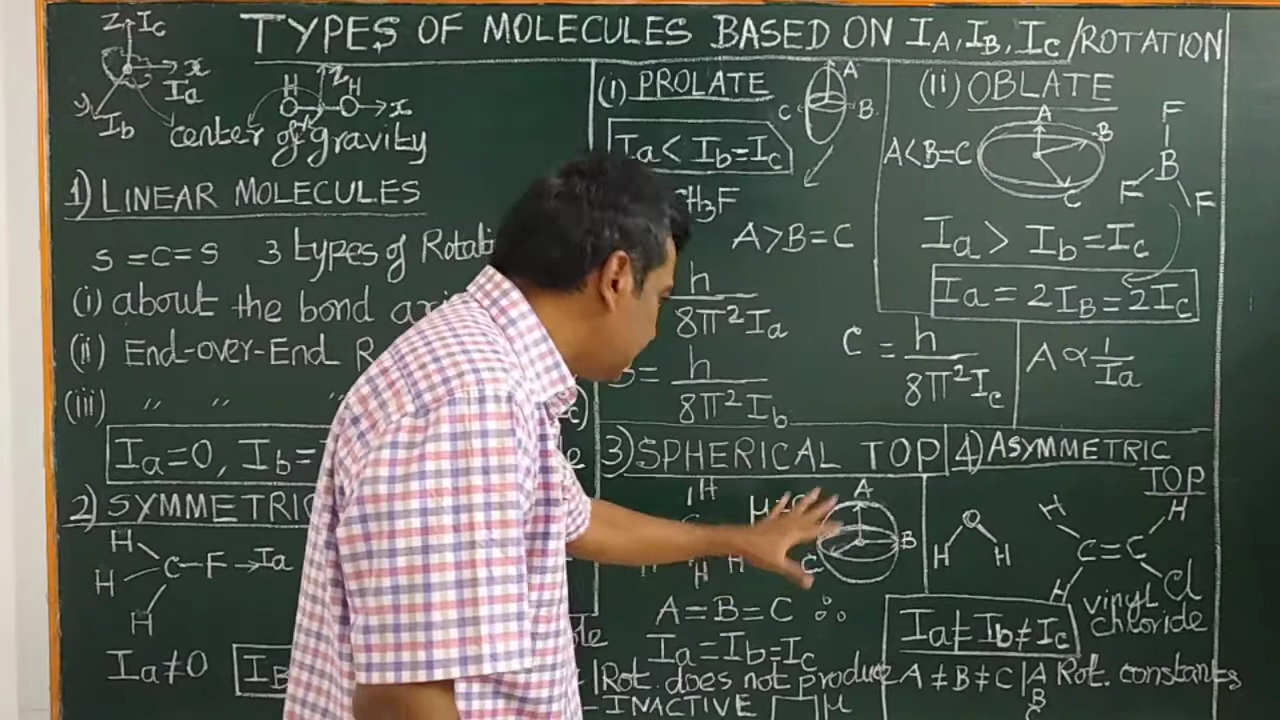 TYPES OF MOLECULES BASED ON IA, IB, IC/ROTATION
Z Ic
x
Ia
y
Ib
center of gravity
H H
O O
Z
x
1) LINEAR MOLECULES
S=C=S 3 types of
(i) about the bond
(ii) End-over-End R
(iii) " "
Ia=0, Ib=
2) SYMMETRIC
H
H C-F→Ia
H
Ia≠0
IB
(i) PROLATE
A
C B
Ia<Ib=Ic
CH3F
A>B=C
h
8π²Ia
B= h
8π²Ib
C = h
8π²Ic
(ii) OBLATE
A<B=C
A
B
C
F
B
F F
Ia > Ib=Ic
Ia=2IB=2Ic
A∝ 1
Ia
3) SPHERICAL TOP
H
H H
A
B
C
A=B=C ∴
Ia=Ib=Ic
Rot. does not produce
-INACTIVE μ
4) ASYMMETRIC
TOP
O
H H
H H
C=C
H Cl
vinyl
chloride
Ia≠Ib≠Ic
A≠B≠C|A Rot. constants
B
C